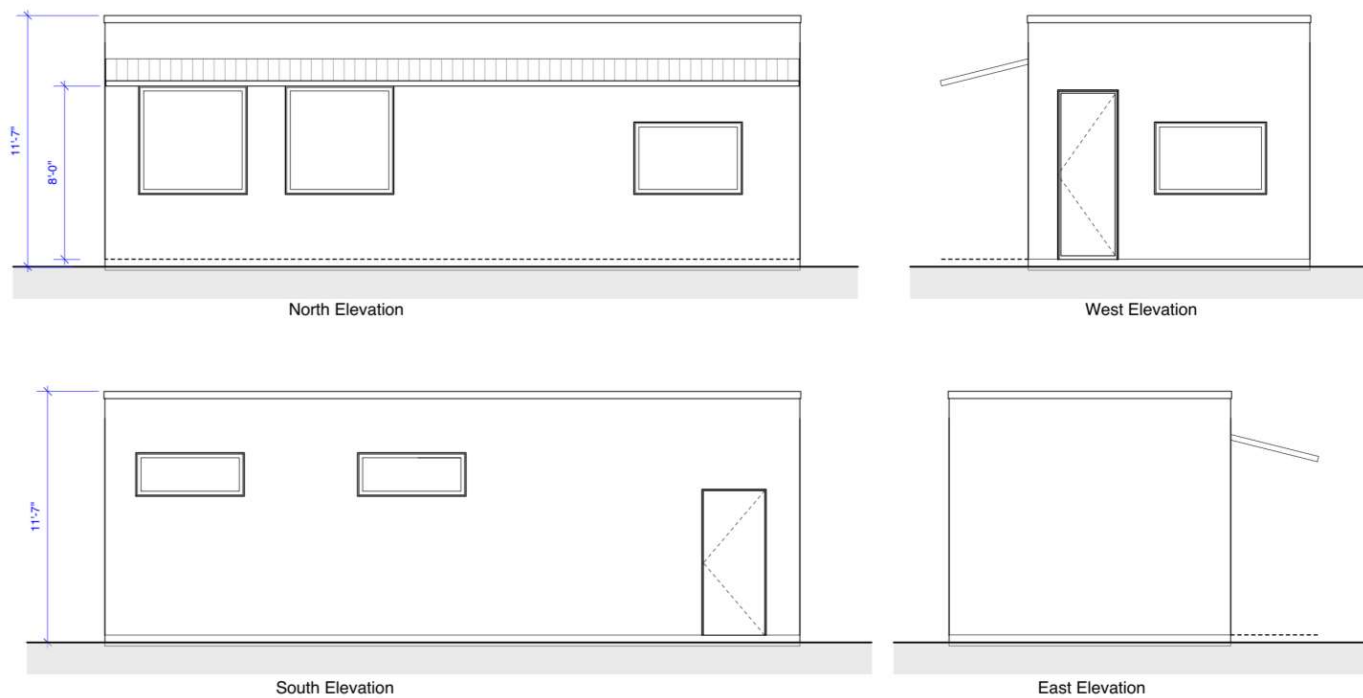 11'-7"
8'-0"
North Elevation
West Elevation
11'-7"
South Elevation
East Elevation